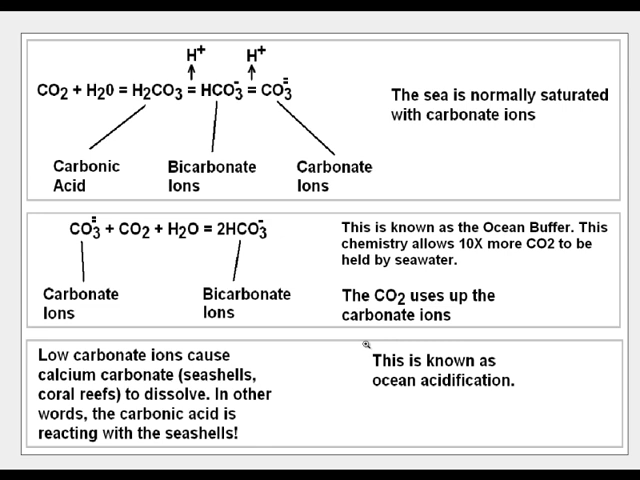 H+ H+
CO2 + H20 = H2CO3 = HCO3- = CO3=
The sea is normally saturated
with carbonate ions
Carbonic
Acid
Bicarbonate
Ions
Carbonate
Ions
CO3= + CO2 + H2O = 2HCO3-
Carbonate
Ions
Bicarbonate
Ions
This is known as the Ocean Buffer. This
chemistry allows 10X more CO2 to be
held by seawater.
The CO2 uses up the
carbonate ions
Low carbonate ions cause
calcium carbonate (seashells,
coral reefs) to dissolve. In other
words, the carbonic acid is
reacting with the seashells!
This is known as
ocean acidification.